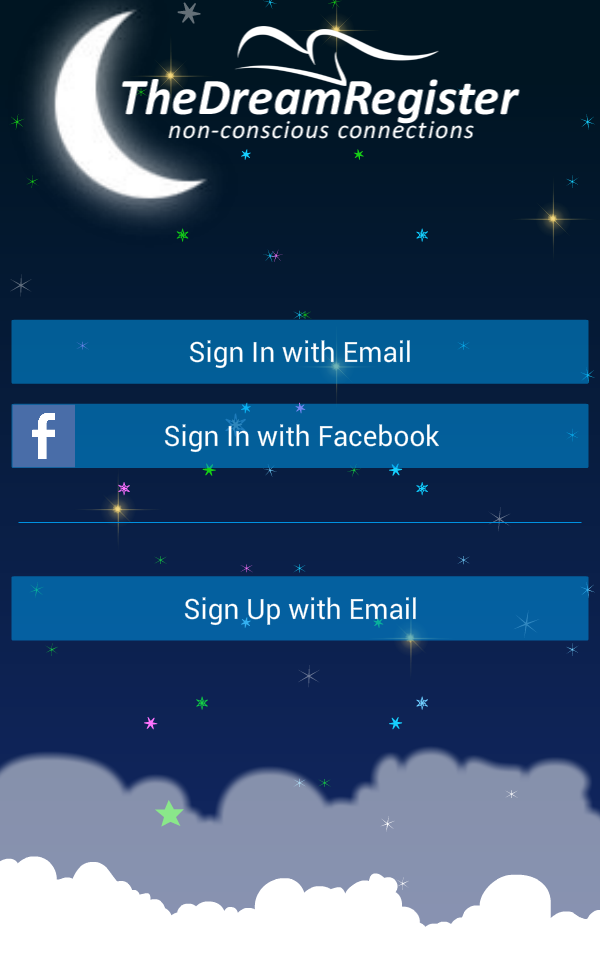 TheDreamRegister
non-conscious connections
Sign In with Email
f
Sign In with Facebook
Sign Up with Email